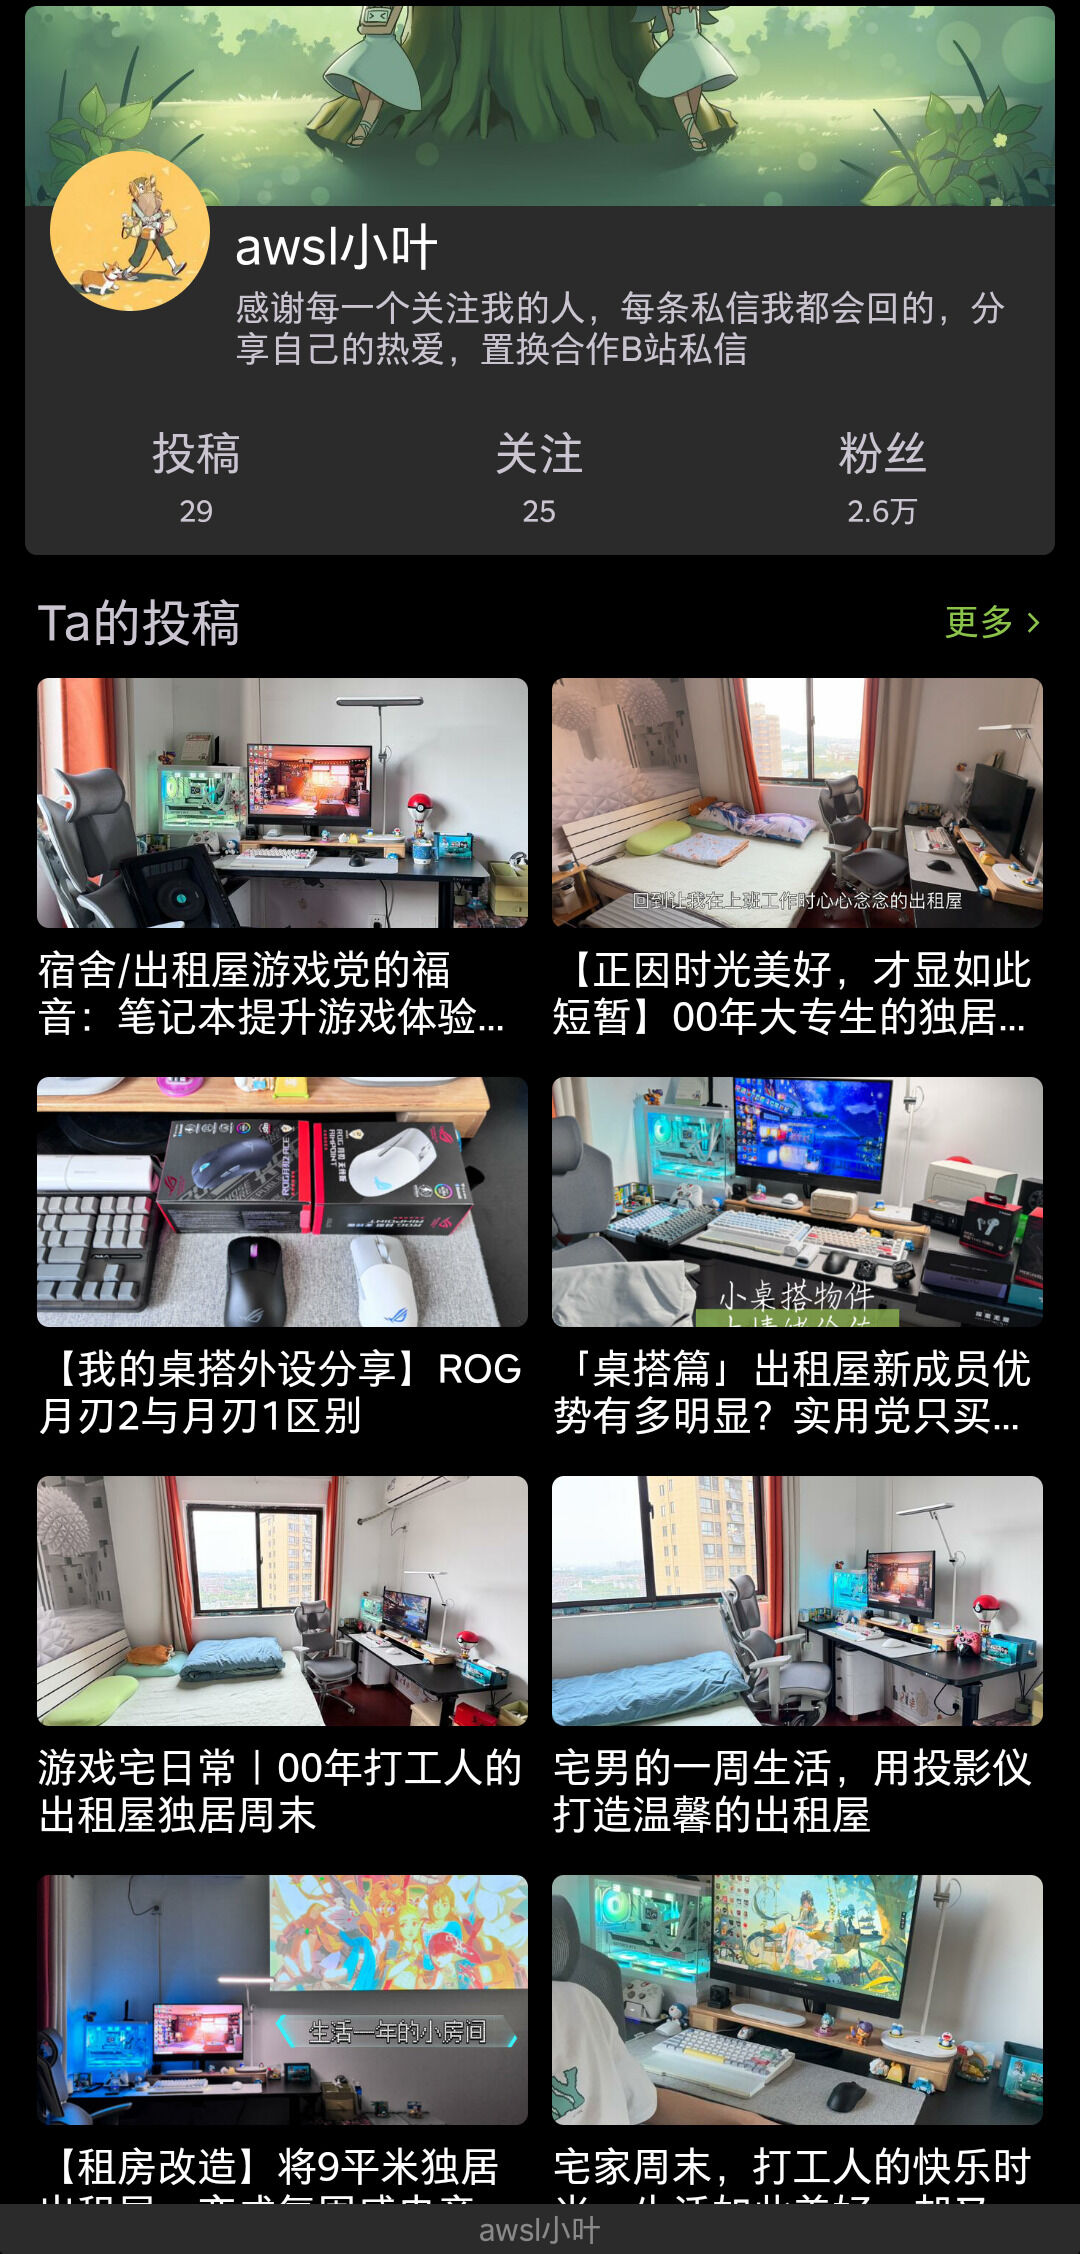 awsl小叶
感谢每一个关注我的人，每条私信我都会回的，分
享自己的热爱，置换合作B站私信
投稿
关注
粉丝
29
25
2.6万
Ta的投稿
更多 >
回到让我在上班工作时心心念念的出租屋
宿舍/出租屋游戏党的福
音：笔记本提升游戏体验...
【正因时光美好，才显如此
短暂】00年大专生的独居...
小桌搭物件
【我的桌搭外设分享】ROG
月刃2与月刃1区别
「桌搭篇」出租屋新成员优
势有多明显？实用党只买...
游戏宅日常丨00年打工人的
出租屋独居周末
宅男的一周生活，用投影仪
打造温馨的出租屋
生活一年的小房间
【租房改造】将9平米独居
宅家周末，打工人的快乐时
awsl小叶